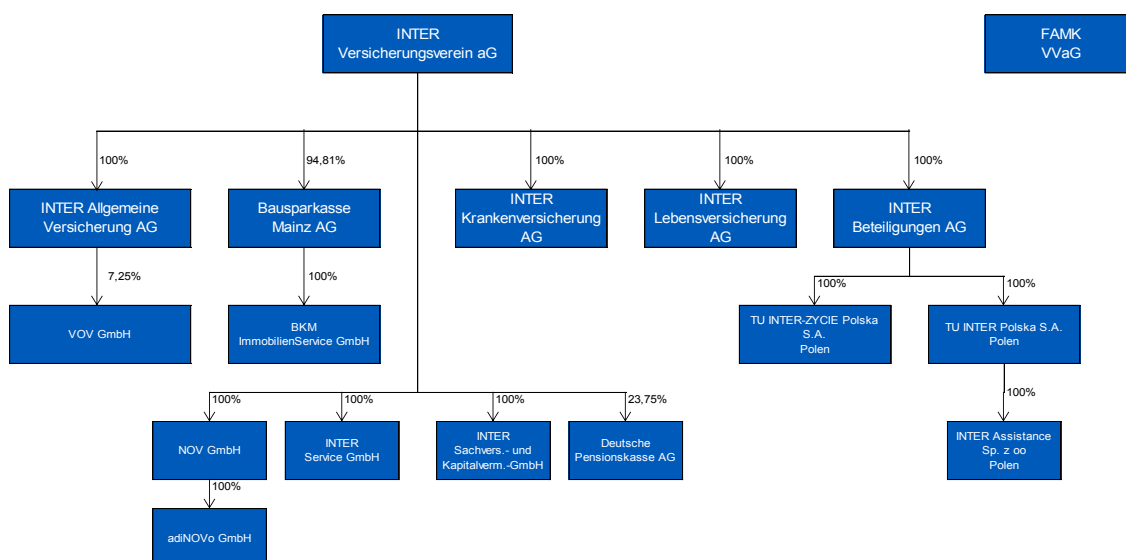 INTER
Versicherungsverein aG
FAMK
VVaG
100%
94,81%
100%
100%
100%
INTER Allgemeine
Versicherung AG
Bausparkasse
Mainz AG
INTER
Krankenversicherung
AG
INTER
Lebensversicherung
AG
INTER
Beteiligungen AG
7,25%
100%
100%
100%
VOV GmbH
BKM
ImmobilienService GmbH
TU INTER-ZYCIE Polska
S.A.
Polen
TU INTER Polska S.A.
Polen
100%
100%
100%
23,75%
100%
NOV GmbH
INTER
Service GmbH
INTER
Sachvers.- und
Kapitalverm.-GmbH
Deutsche
Pensionskasse AG
INTER Assistance
Sp. z oo
Polen
100%
adiNOVo GmbH